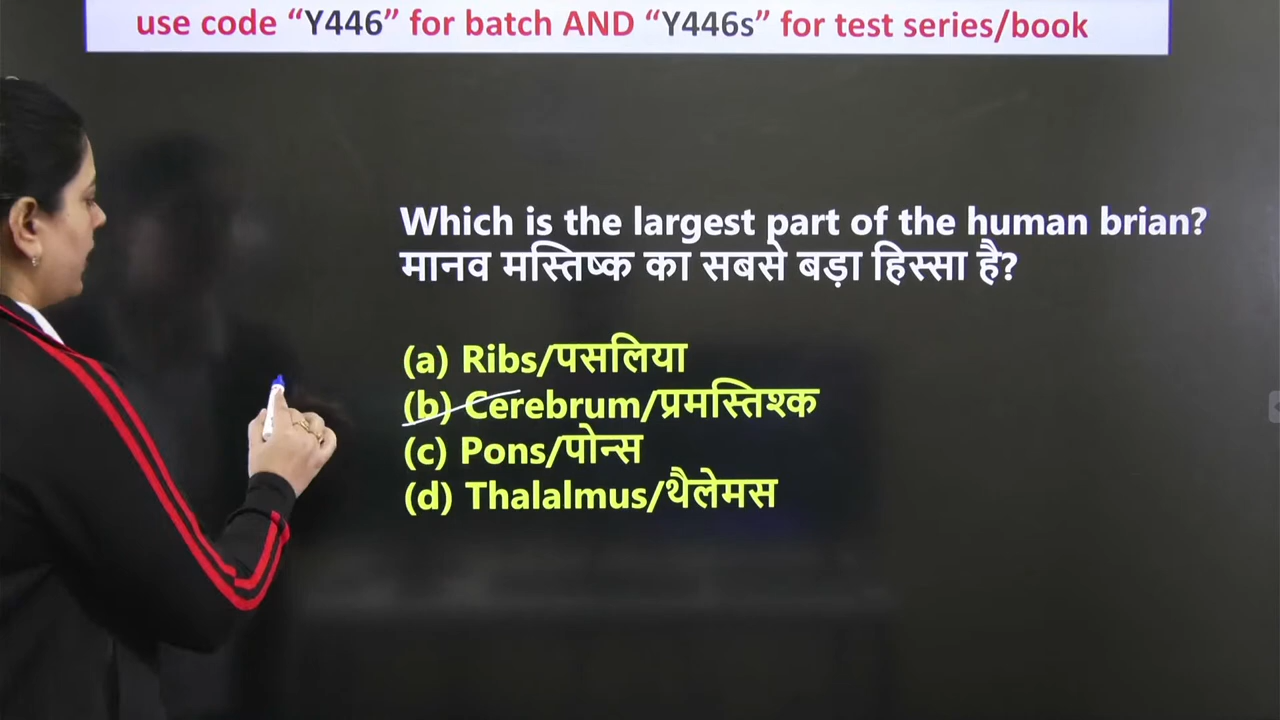 use code “Y446” for batch AND “Y446s” for test series/book
Which is the largest part of the human brian?
मानव मस्तिष्क का सबसे बड़ा हिस्सा है?
(a) Ribs/पसलिया
(b) Cerebrum/प्रमस्तिश्क
(c) Pons/पोन्स
(d) Thalalmus/थैलेमस